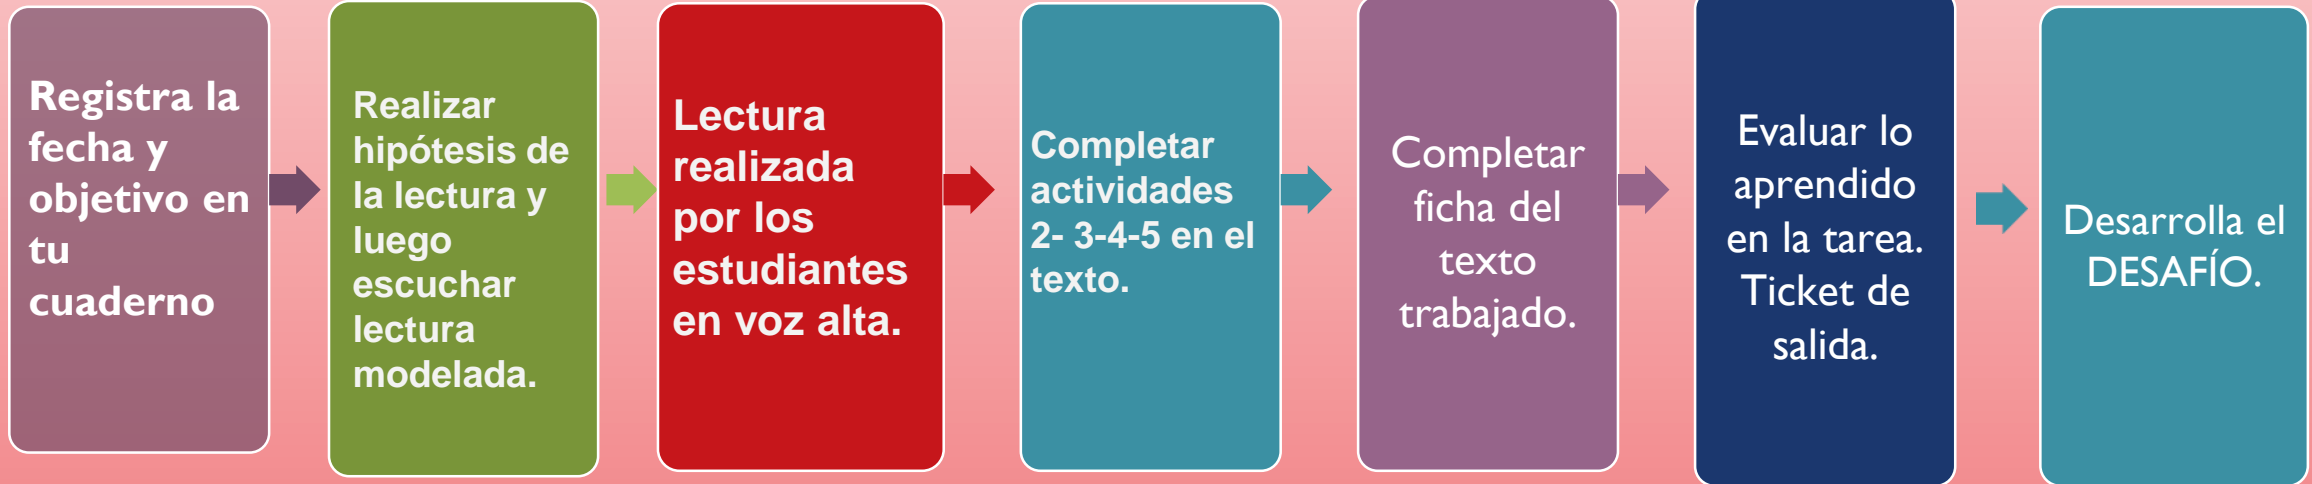 Registra la
fecha y
objetivo en
tu
cuaderno
Realizar
hipótesis de
la lectura y
luego
escuchar
lectura
modelada.
Lectura
realizada
por los
estudiantes
en voz alta.
Completar
actividades
2- 3-4-5 en el
texto.
Completar
ficha del
texto
trabajado.
Evaluar lo
aprendido
en la tarea.
Ticket de
salida.
Desarrolla el
DESAFÍO.